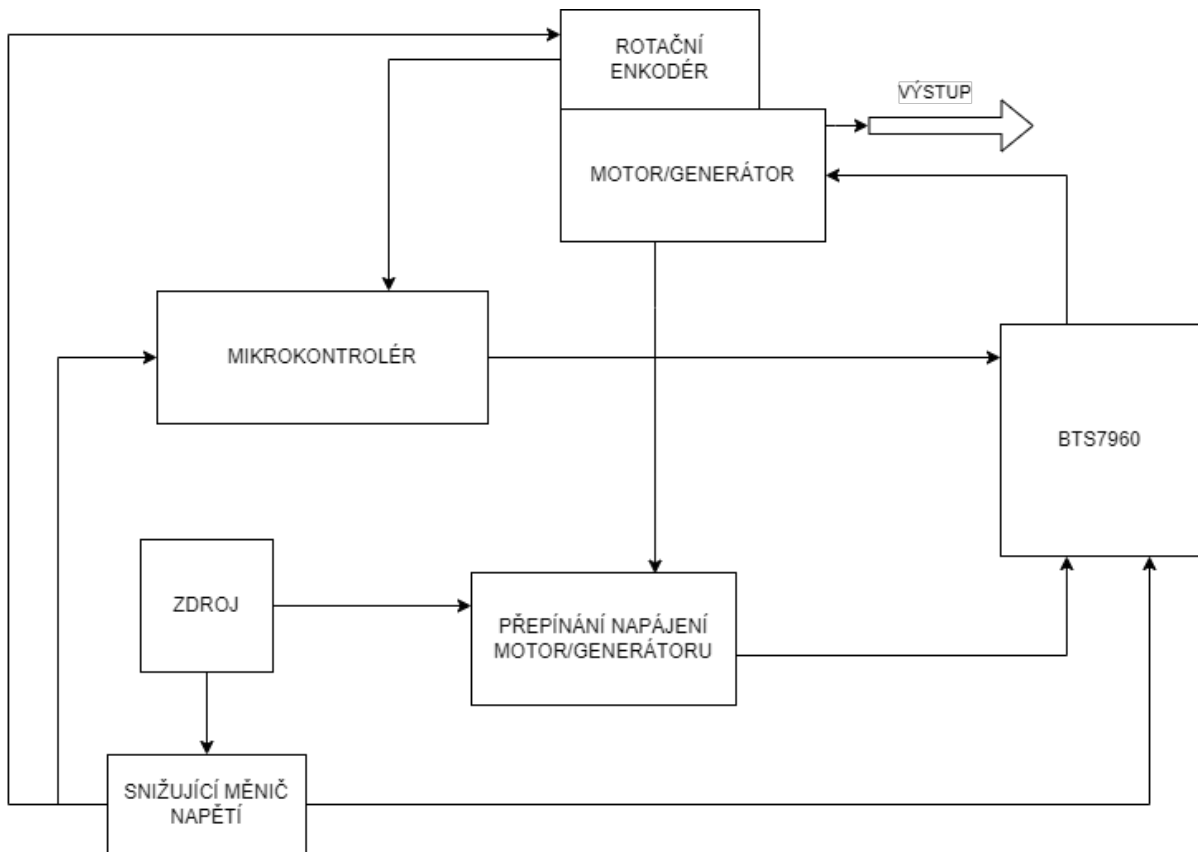 ROTAČNÍ
ENKODÉR
VÝSTUP
MOTOR/GENERÁTOR
MIKROKONTROLÉR
BTS7960
ZDROJ
PŘEPÍNÁNÍ NAPÁJENÍ
MOTOR/GENERÁTORU
SNIŽUJÍCÍ MĚNIČ
NAPĚTÍ